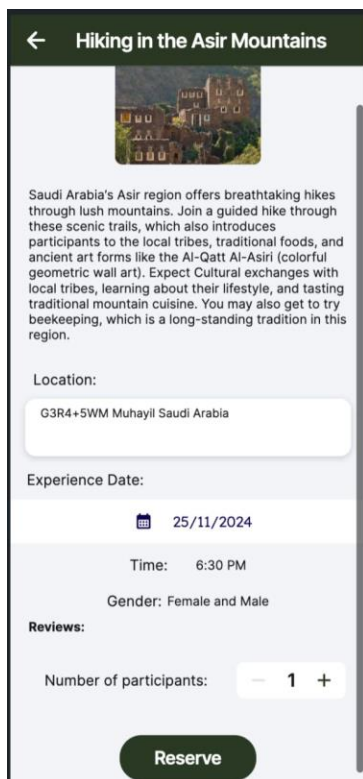 Hiking in the Asir Mountains
Saudi Arabia's Asir region offers breathtaking hikes
through lush mountains. Join a guided hike through
these scenic trails, which also introduces
participants to the local tribes, traditional foods, and
ancient art forms like the Al-Qatt Al-Asiri (colorful
geometric wall art). Expect Cultural exchanges with
local tribes, learning about their lifestyle, and tasting
traditional mountain cuisine. You may also get to try
beekeeping, which is a long-standing tradition in this
region.
Location:
G3R4+5WM Muhayil Saudi Arabia
Experience Date:
25/11/2024
Time: 6:30 PM
Gender: Female and Male
Reviews:
Number of participants: − 1 +
Reserve